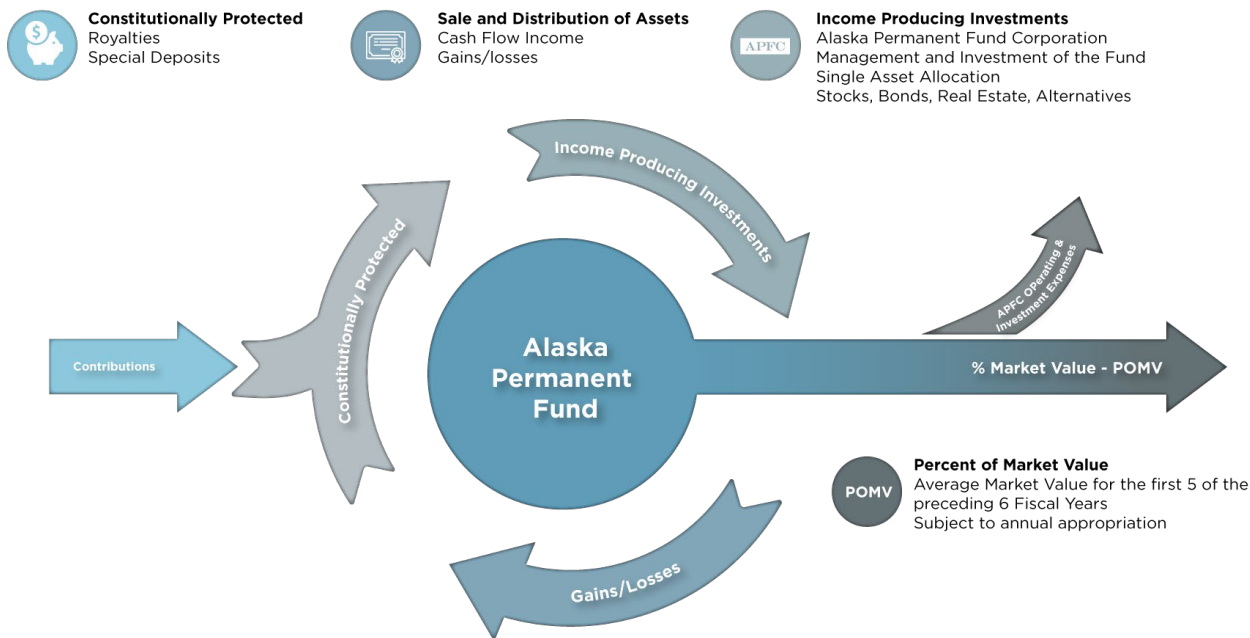 Constitutionally Protected
Royalties
Special Deposits
$
Sale and Distribution of Assets
Cash Flow Income
Gains/losses
APFC
Income Producing Investments
Alaska Permanent Fund Corporation
Management and Investment of the Fund
Single Asset Allocation
Stocks, Bonds, Real Estate, Alternatives
Contributions
Constitutionally Protected
Income Producing Investments
Alaska
Permanent
Fund
APFC OPerating &
Investment Expenses
% Market Value - POMV
Gains/Losses
POMV
Percent of Market Value
Average Market Value for the first 5 of the
preceding 6 Fiscal Years
Subject to annual appropriation